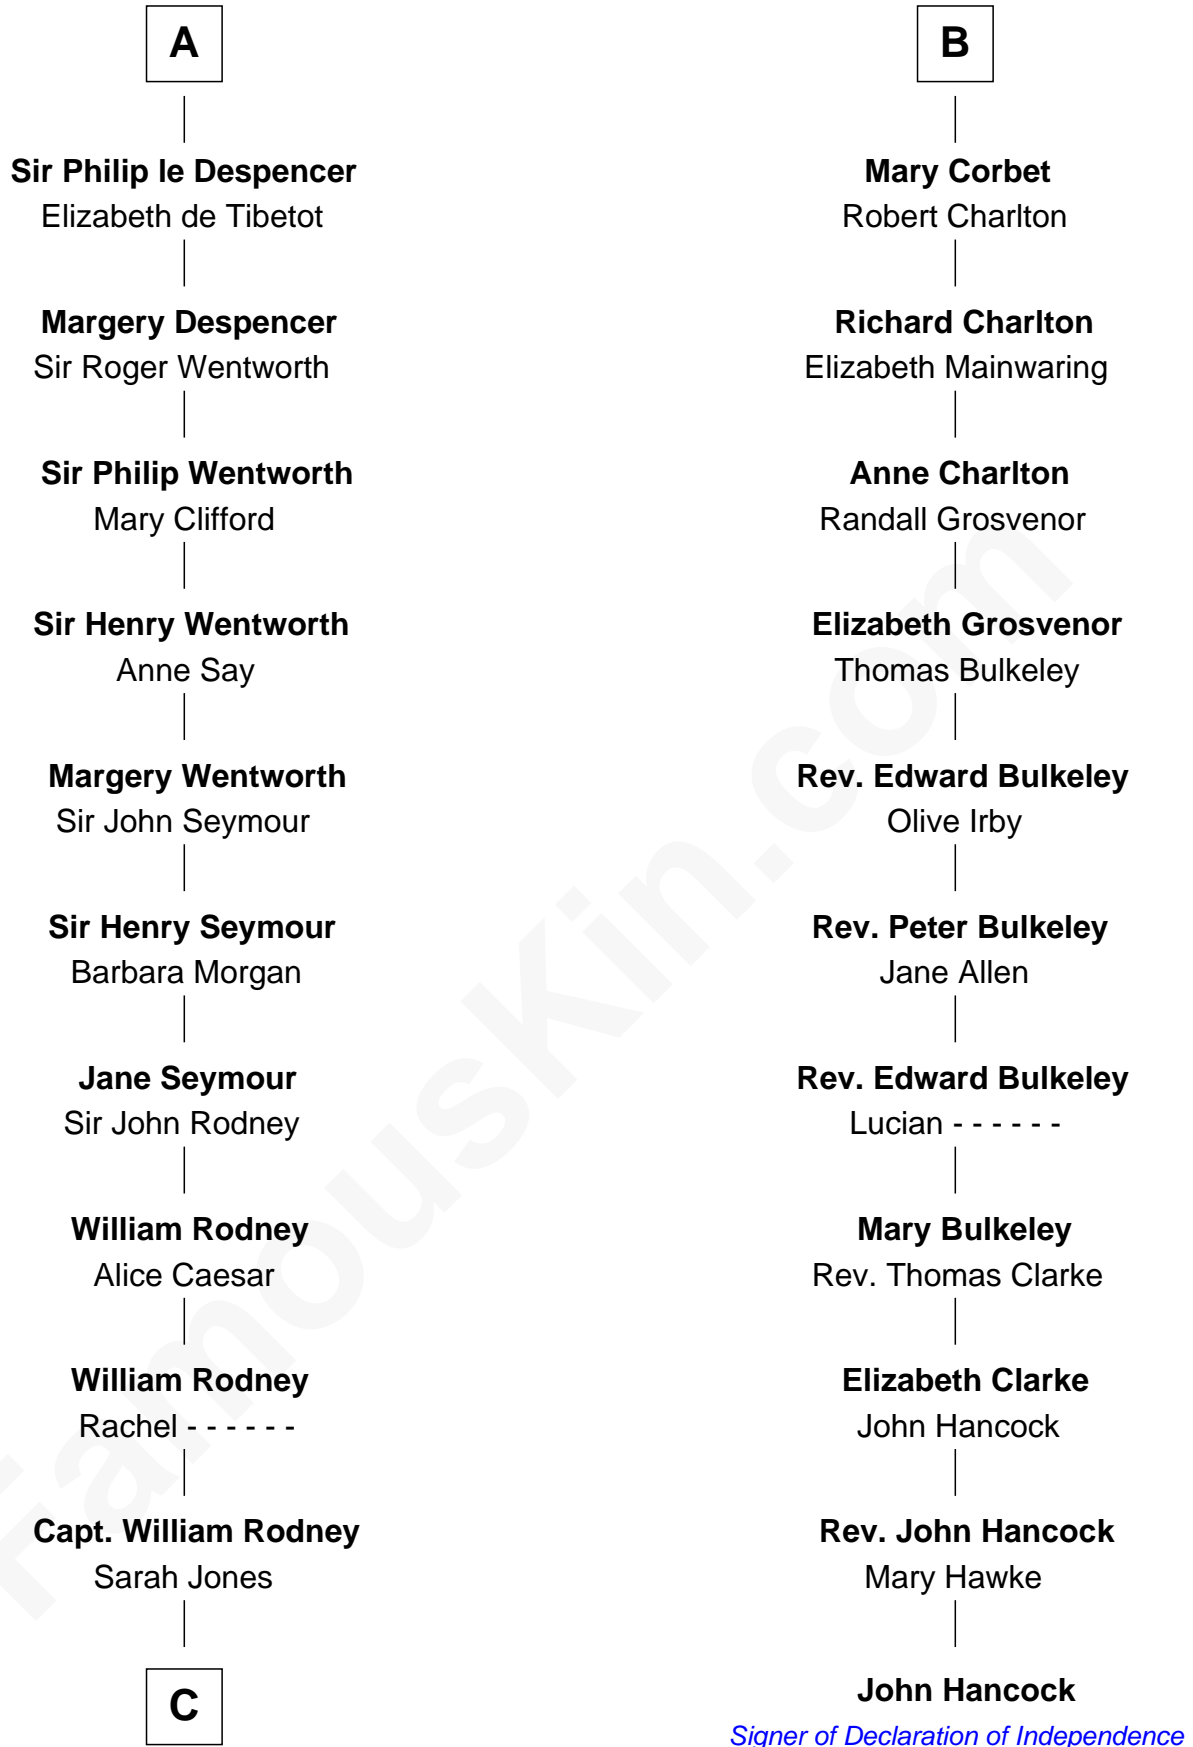 A
Sir Philip le Despencer
Elizabeth de Tibetot
Margery Despencer
Sir Roger Wentworth
Sir Philip Wentworth
Mary Clifford
Sir Henry Wentworth
Anne Say
Margery Wentworth
Sir John Seymour
Sir Henry Seymour
Barbara Morgan
Jane Seymour
Sir John Rodney
William Rodney
Alice Caesar
William Rodney
Rachel - - - - - -
Capt. William Rodney
Sarah Jones
C
B
Mary Corbet
Robert Charlton
Richard Charlton
Elizabeth Mainwaring
Anne Charlton
Randall Grosvenor
Elizabeth Grosvenor
Thomas Bulkeley
Rev. Edward Bulkeley
Olive Irby
Rev. Peter Bulkeley
Jane Allen
Rev. Edward Bulkeley
Lucian - - - - - -
Mary Bulkeley
Rev. Thomas Clarke
Elizabeth Clarke
John Hancock
Rev. John Hancock
Mary Hawke
John Hancock
Signer of Declaration of Independence
FamousKin.com